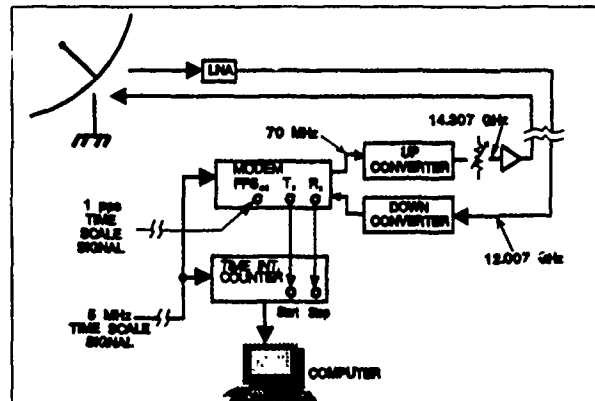 LNA
14.307 GHz
70 MHz
UP
CONVERTER
MODEM
T R
1 pps
TIME
SCALE
SIGNAL
DOWN
CONVERTER
12.007 GHz
TIME INT.
COUNTER
Start Stop
5 MHz
TIME SCALE
SIGNAL
COMPUTER